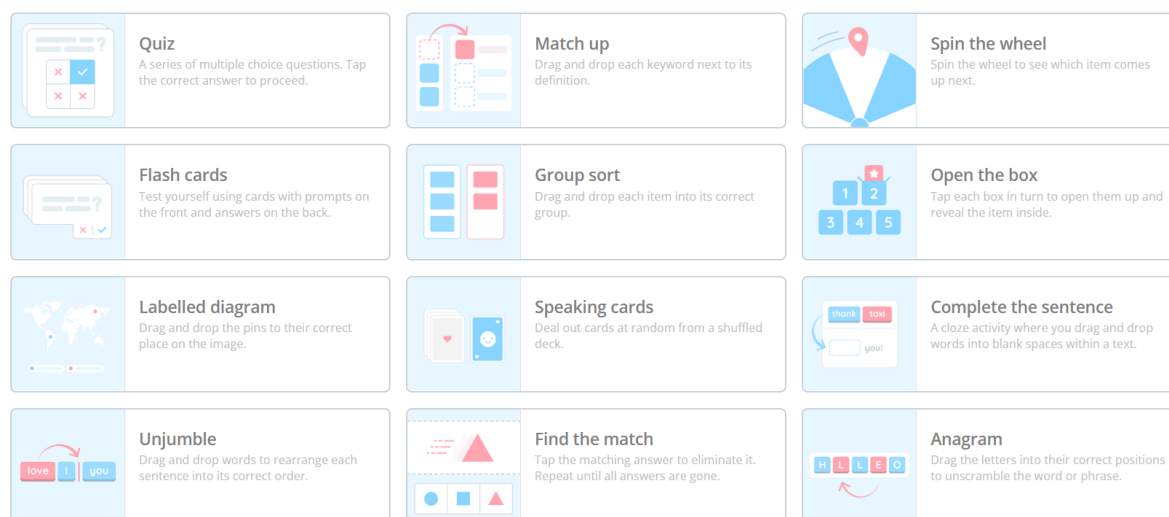 Quiz
A series of multiple choice questions. Tap
the correct answer to proceed.
Match up
Drag and drop each keyword next to its
definition.
Spin the wheel
Spin the wheel to see which item comes
up next.
?
Flash cards
Test yourself using cards with prompts on
the front and answers on the back.
?
Group sort
Drag and drop each item into its correct
group.
1 2
3 4 5
Open the box
Tap each box in turn to open them up and
reveal the item inside.
Labelled diagram
Drag and drop the pins to their correct
place on the image.
Speaking cards
Deal out cards at random from a shuffled
deck.
thank taxi
you!
Complete the sentence
A cloze activity where you drag and drop
words into blank spaces within a text.
love I you
Unjumble
Drag and drop words to rearrange each
sentence into its correct order.
Find the match
Tap the matching answer to eliminate it.
Repeat until all answers are gone.
H L L E O
Anagram
Drag the letters into their correct positions
to unscramble the word or phrase.